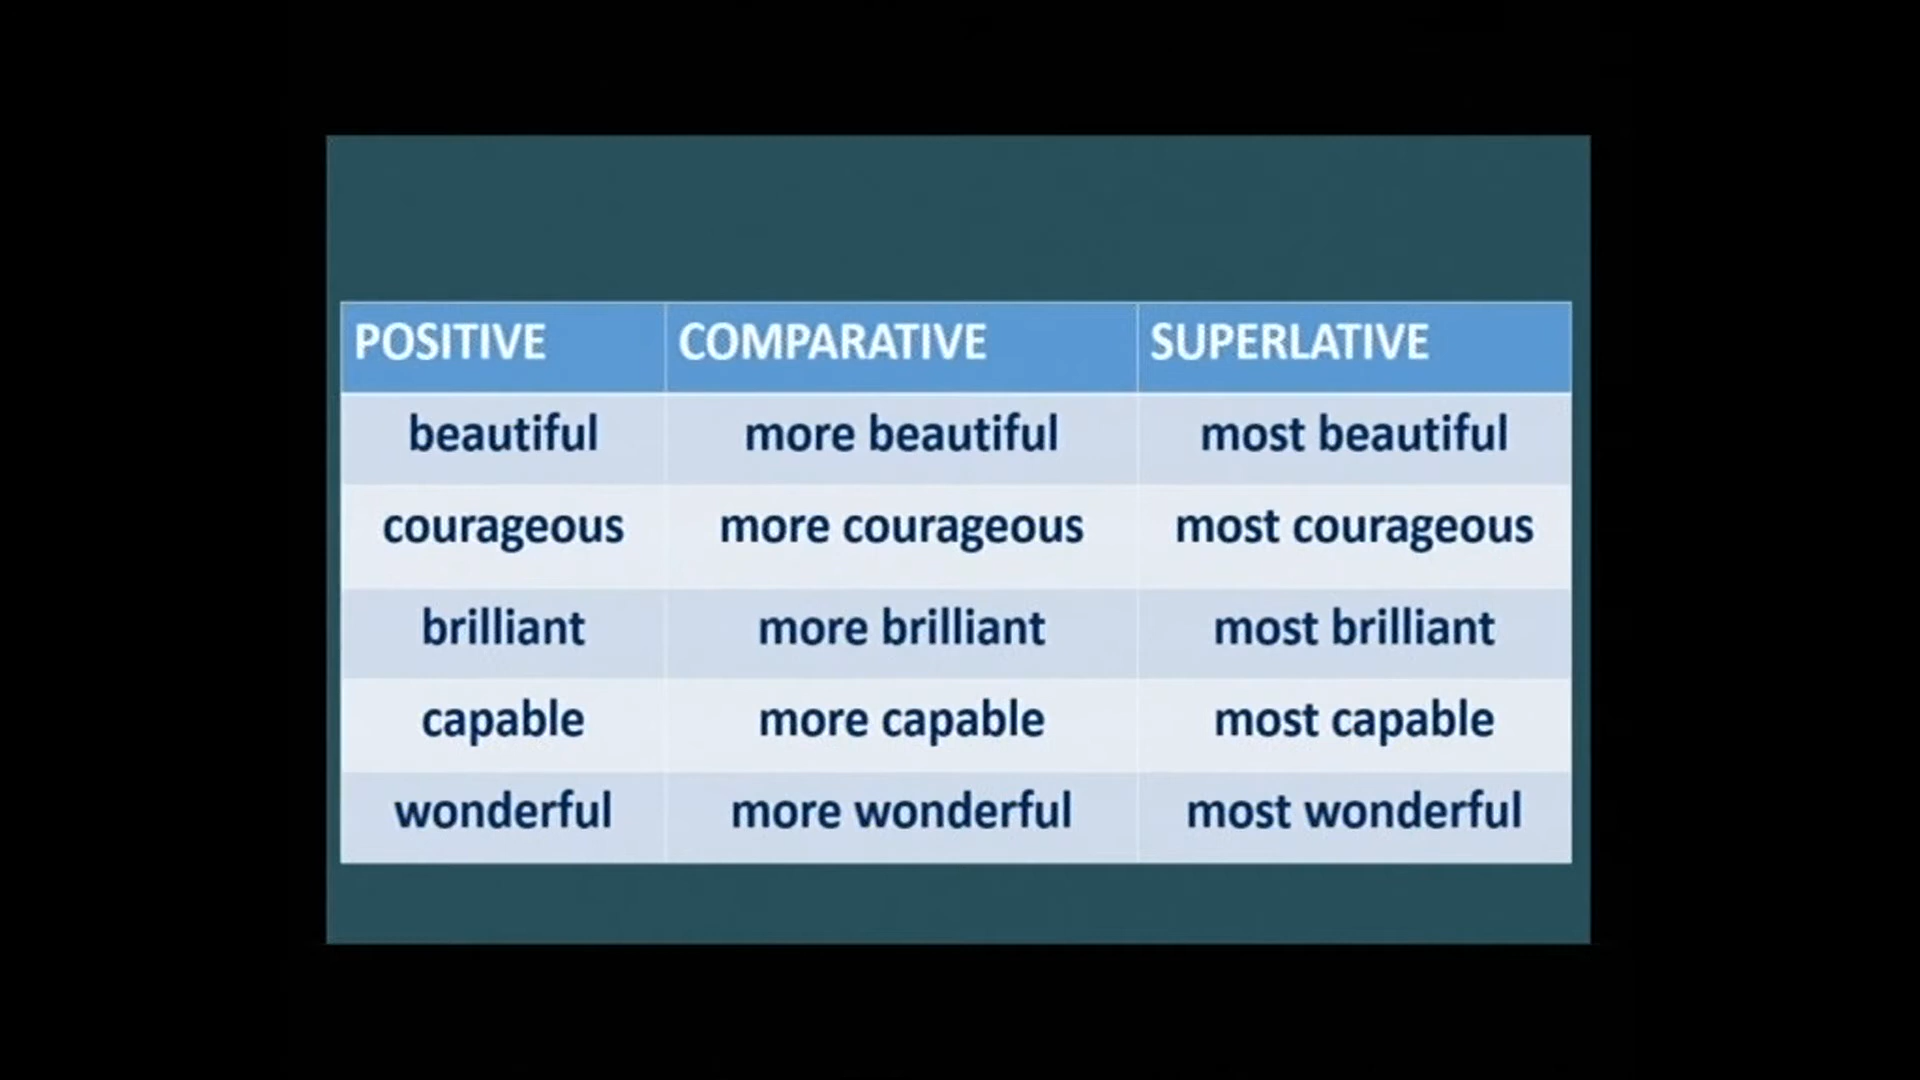 POSITIVE COMPARATIVE SUPERLATIVE
beautiful more beautiful most beautiful
courageous more courageous most courageous
brilliant more brilliant most brilliant
capable more capable most capable
wonderful more wonderful most wonderful